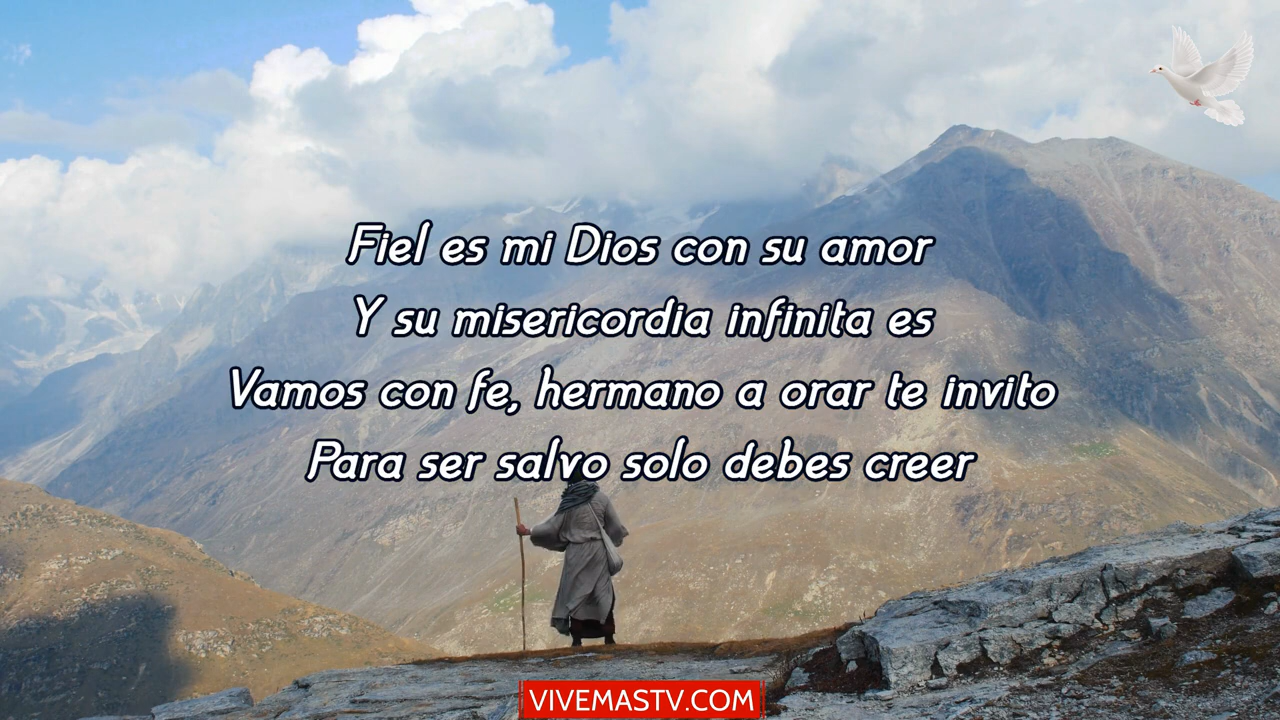 Fiel es mi Dios con su amor
Y su misericordia infinita es
Vamos con fe, hermano a orar te invito
Para ser salvo solo debes creer
VIVEMASTV.COM